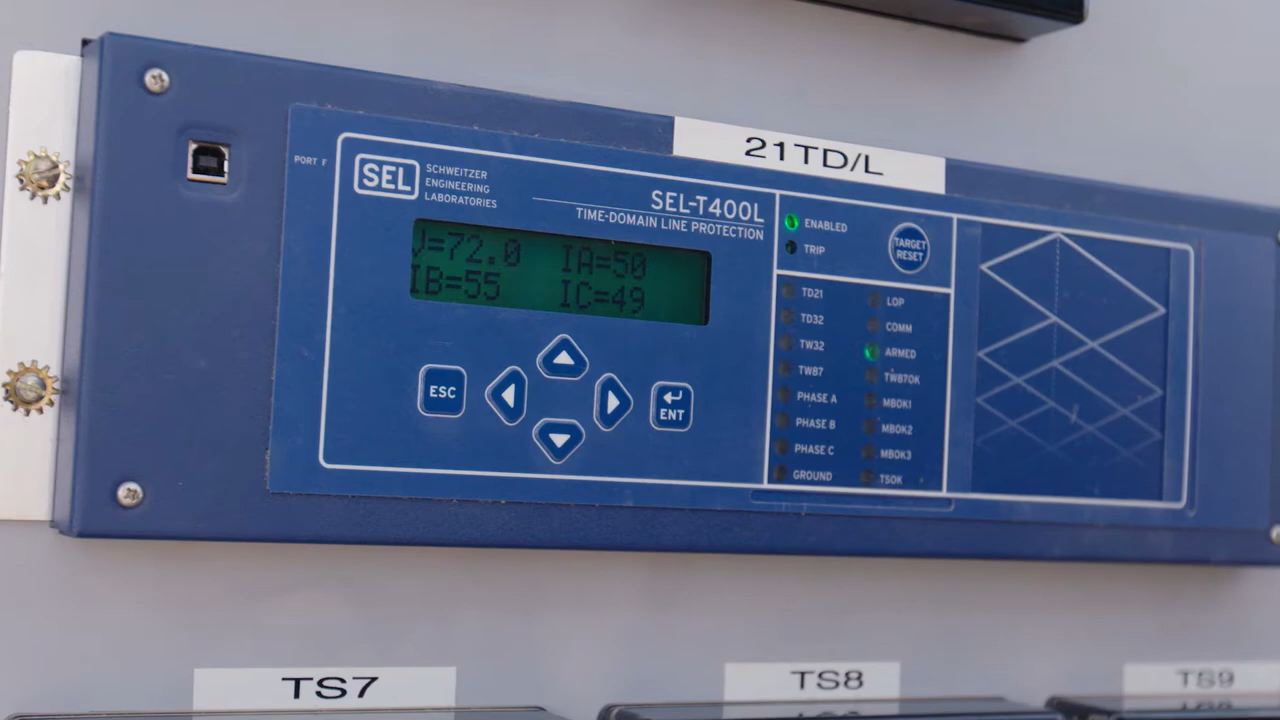 21TD/L
PORT F
SEL
SCHWEITZER
ENGINEERING
LABORATORIES
SEL-T400L
TIME-DOMAIN LINE PROTECTION
V=72.0 IA=50
IB=55 IC=49
ESC
ENT
ENABLED
TRIP
TARGET
RESET
TD21
TD32
TW32
TW87
PHASE A
PHASE B
PHASE C
GROUND
LOP
COMM
ARMED
TW87OK
MBOK1
MBOK2
MBOK3
TSOK
TS7
TS8
TS9